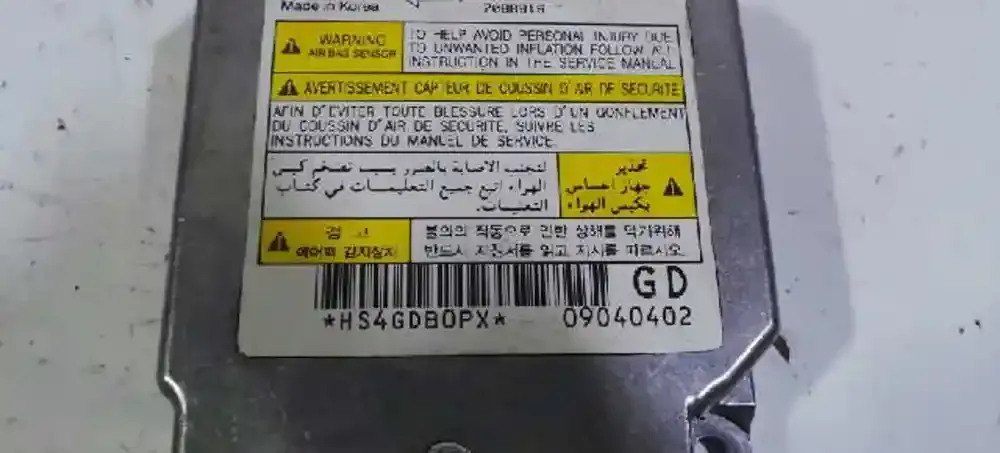 Made in Korea
WARNING
AIR BAG SENSOR
TO HELP AVOID PERSONAL INJURY DUE
TO UNWANTED INFLATION FOLLOW ALL
INSTRUCTION IN THE SERVICE MANUAL
AVERTISSEMENT CAPTEUR DE COUSSIN D'AIR DE SECURITE
AFIN D'EVITER TOUTE BLESSURE LORS D'UN GONFLEMENT
DU COUSSIN D'AIR DE SECURITE, SUIVRE LES
INSTRUCTIONS DU MANUEL DE SERVICE.
تحذير
جهاز احساس
بكيس الهواء
لتجنب الاصابة بالضرر بسبب تضخم كيس
الهواء اتبع جميع التعليمات في كتاب
التعليمات.
경 고
에어백 감지장치
불의의 작동으로 인한 상해를 막기위해
반드시 지침서를 읽고 지시를 따르시오
GD
*HS4GDB0PX* 09040402